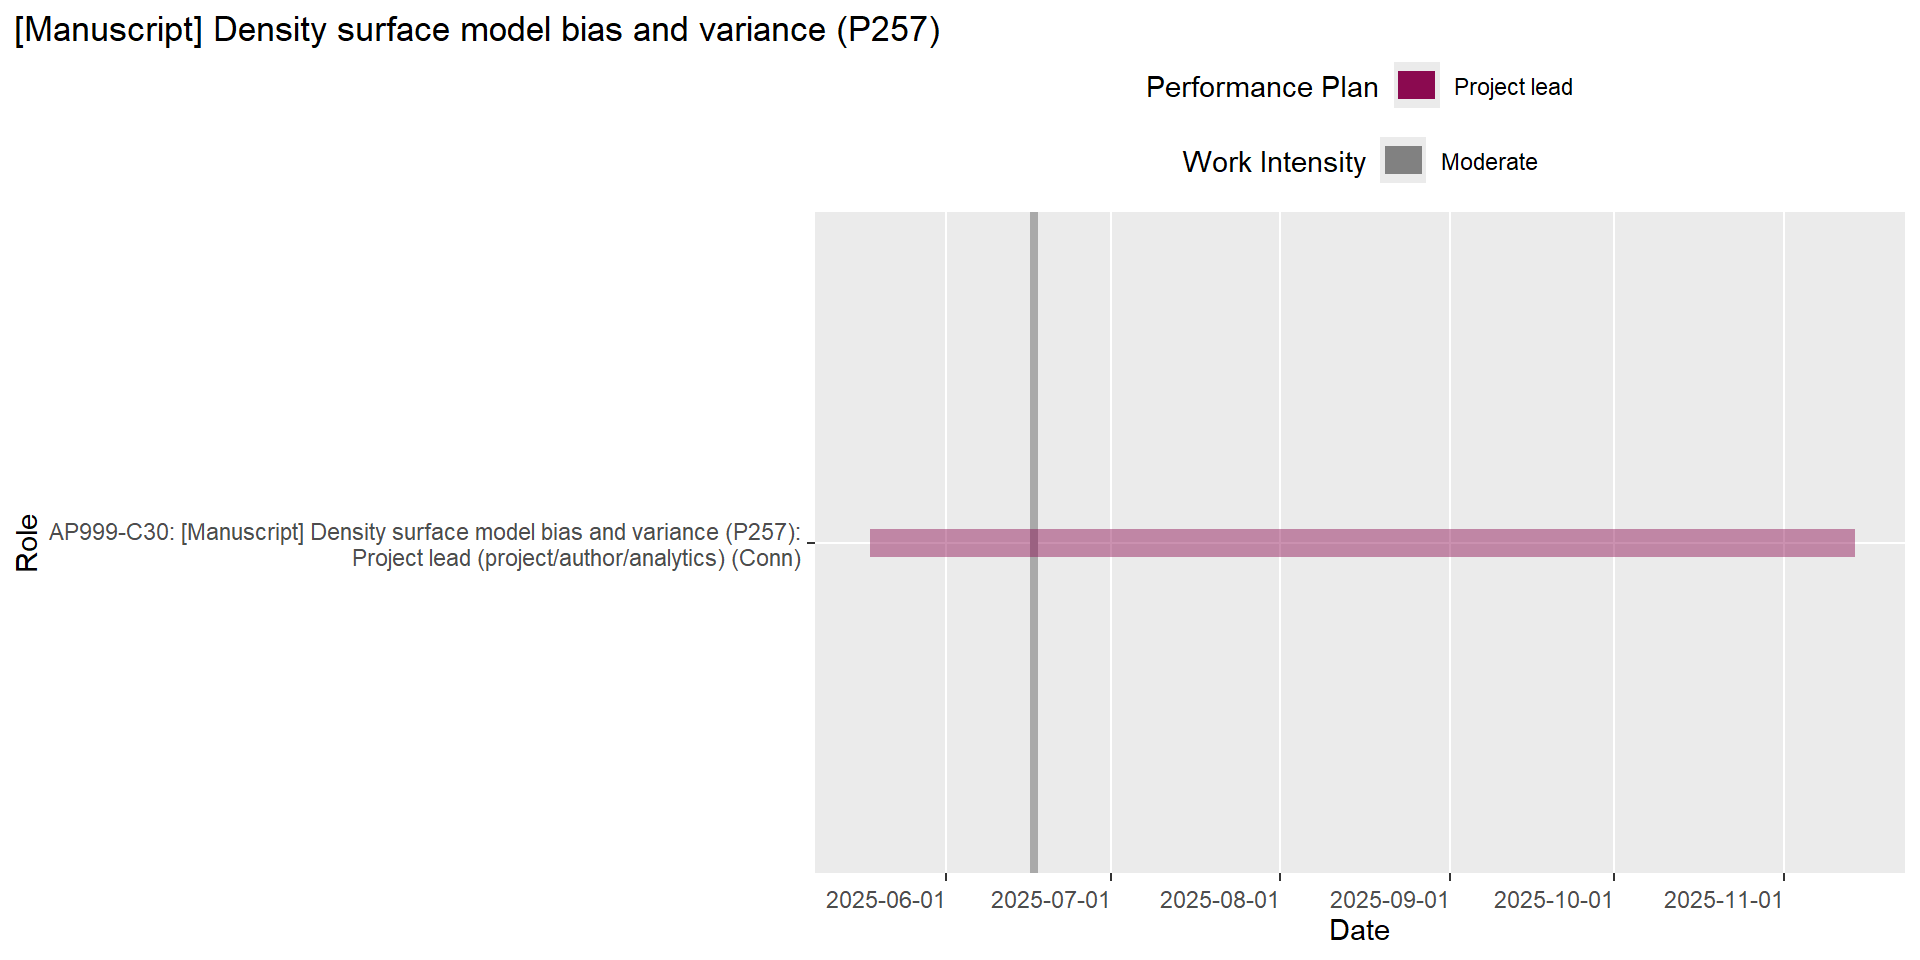 [Manuscript] Density surface model bias and variance (P257)
Performance Plan
Project lead
Work Intensity
Moderate
Role
AP999-C30: [Manuscript] Density surface model bias and variance (P257):
Project lead (project/author/analytics) (Conn)
2025-06-01
2025-07-01
2025-08-01
2025-09-01
2025-10-01
2025-11-01
Date